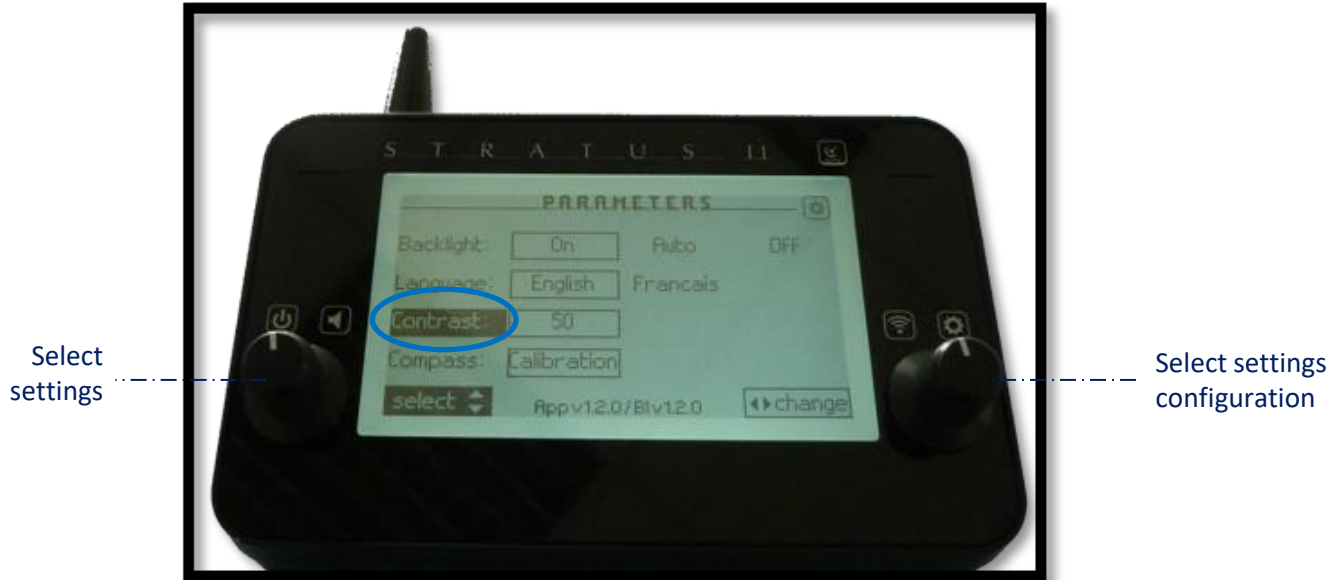 STRATUS II
PARAMETERS
Backlight: On Auto OFF
Language: English Francais
Contrast: 50
Compass: Calibration
select App v1.2.0/Bl v1.2.0 change
Select
settings
Select settings
configuration